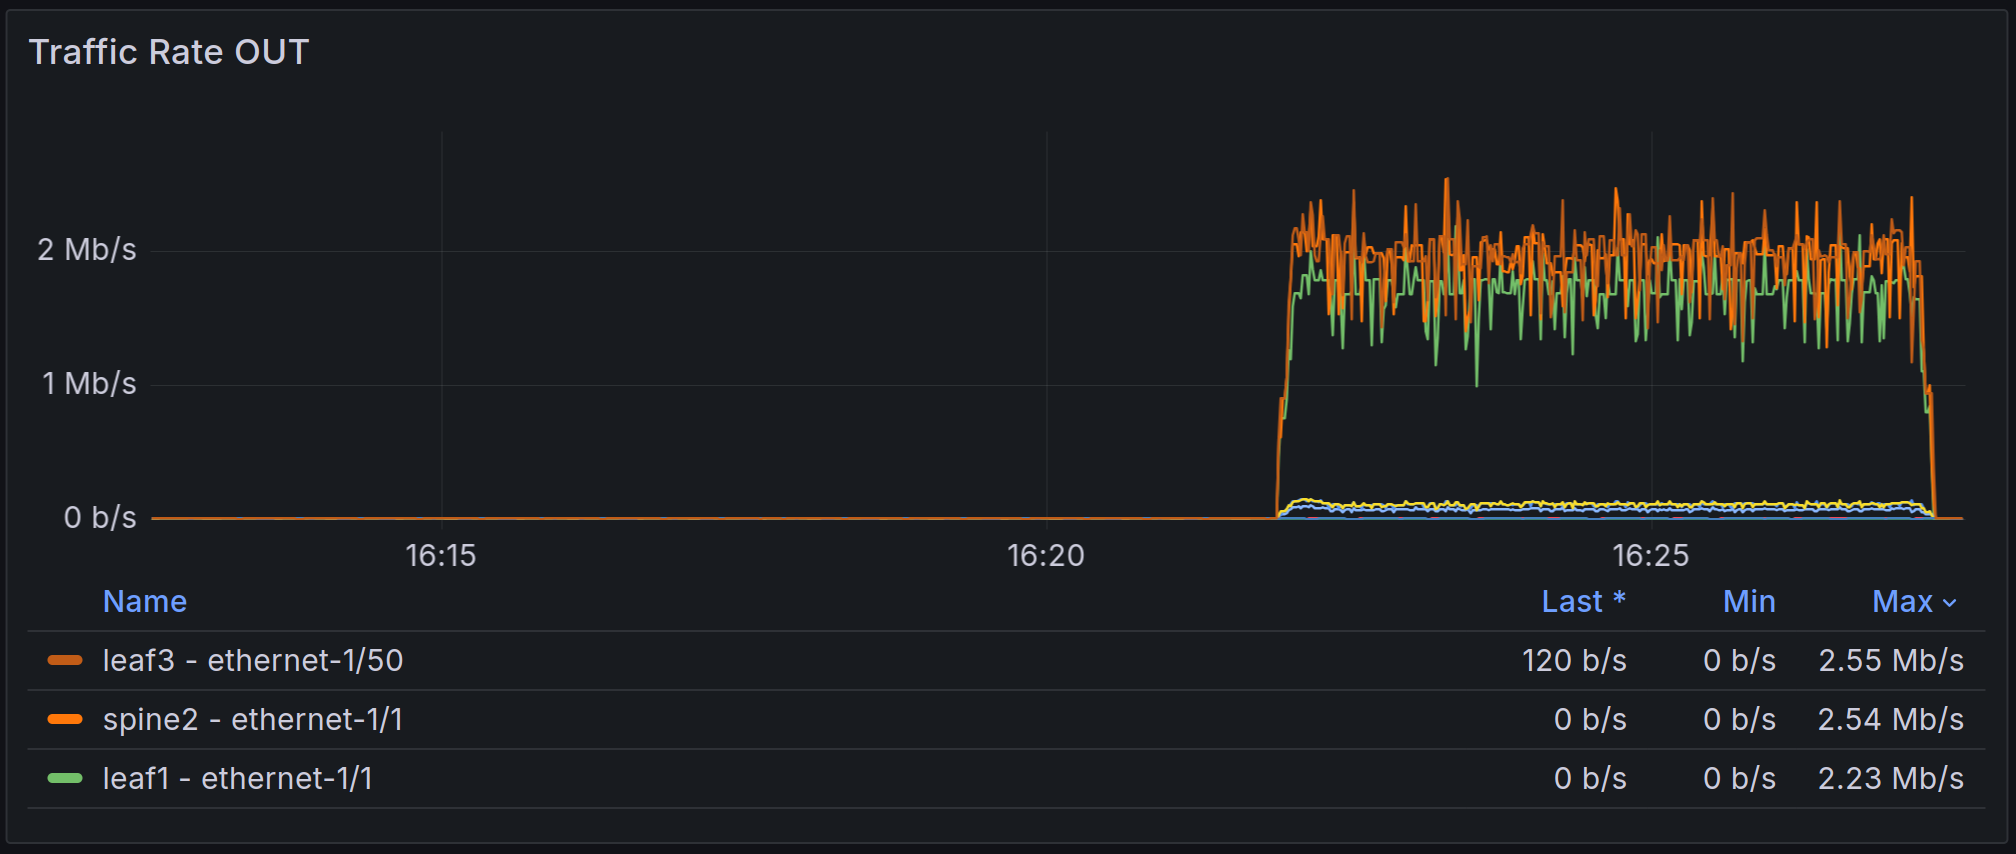 Traffic Rate OUT
2 Mb/s
1 Mb/s
0 b/s
16:15 16:20 16:25
Name Last * Min Max
leaf3 - ethernet-1/50 120 b/s 0 b/s 2.55 Mb/s
spine2 - ethernet-1/1 0 b/s 0 b/s 2.54 Mb/s
leaf1 - ethernet-1/1 0 b/s 0 b/s 2.23 Mb/s